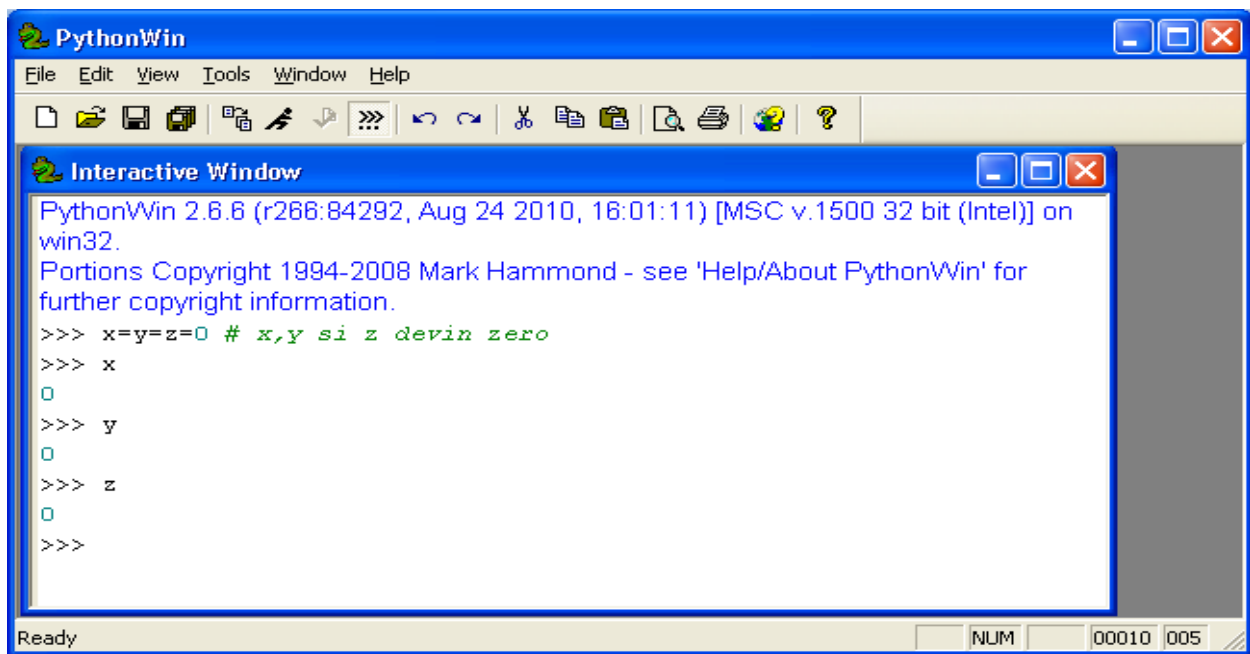 PythonWin
File Edit View Tools Window Help
Interactive Window
PythonWin 2.6.6 (r266:84292, Aug 24 2010, 16:01:11) [MSC v.1500 32 bit (Intel)] on
win32.
Portions Copyright 1994-2008 Mark Hammond - see 'Help/About PythonWin' for
further copyright information.
>>> x=y=z=0 # x,y si z devin zero
>>> x
0
>>> y
0
>>> z
0
>>>
Ready NUM 00010 005